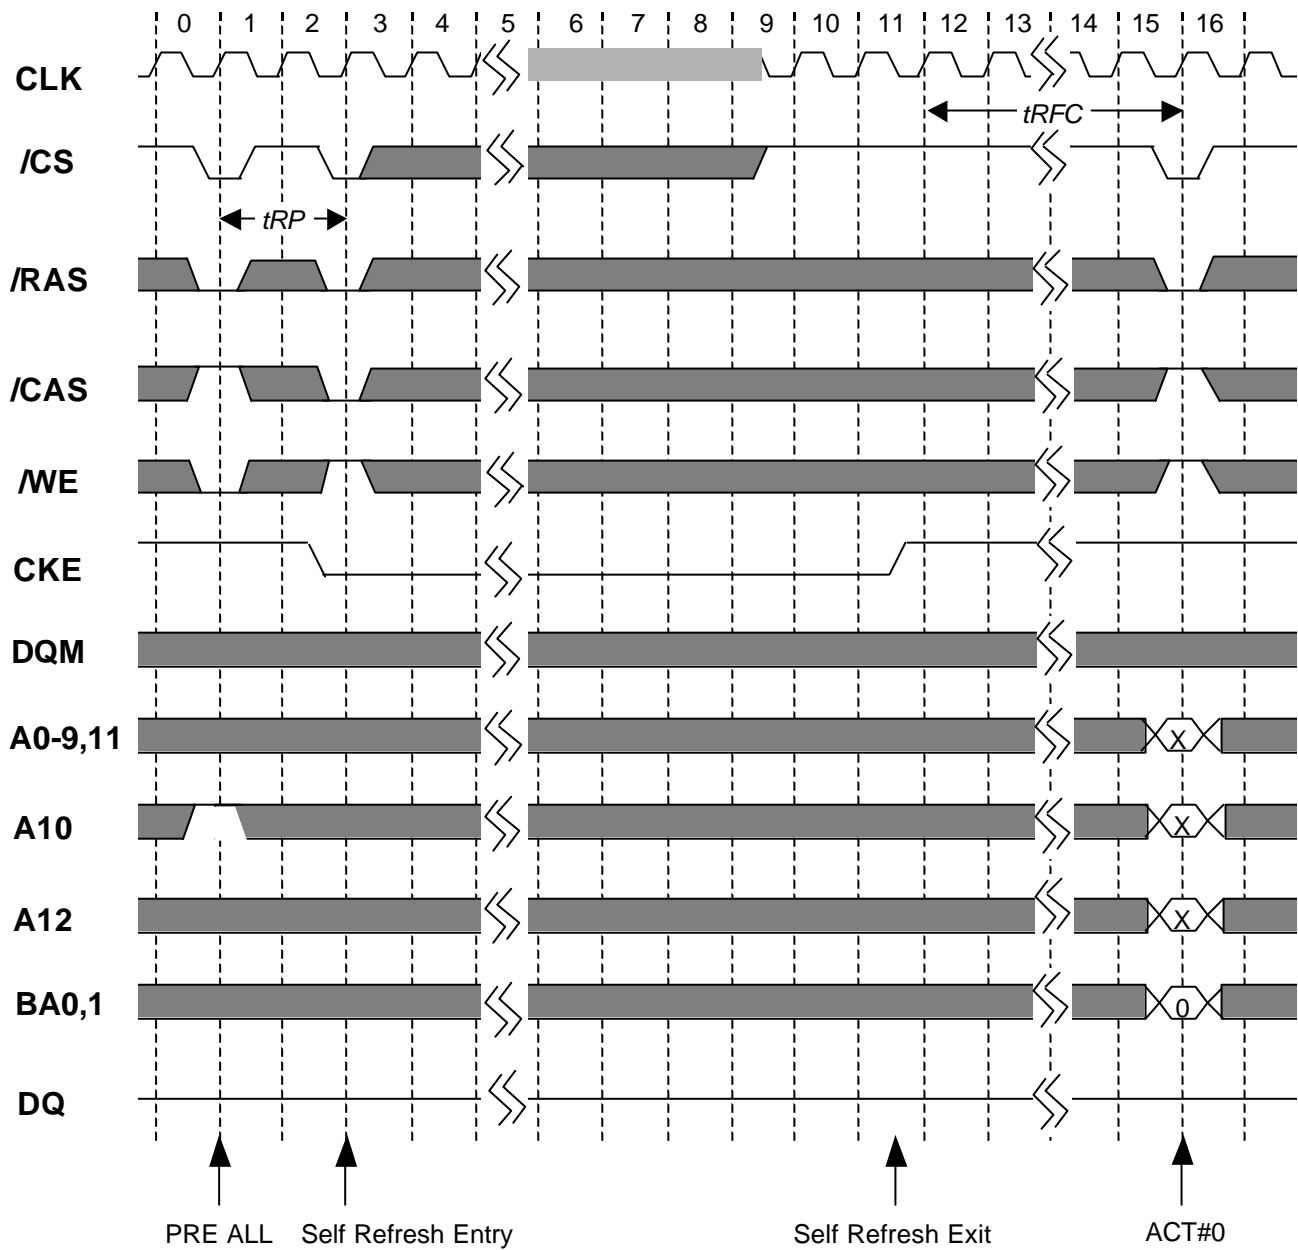 0 1 2 3 4 5 6 7 8 9 10 11 12 13 14 15 16
CLK
tRFC
/CS
tRP
/RAS
/CAS
/WE
CKE
DQM
A0-9,11
X
A10
X
A12
X
BA0,1
0
DQ
PRE ALL Self Refresh Entry Self Refresh Exit ACT#0